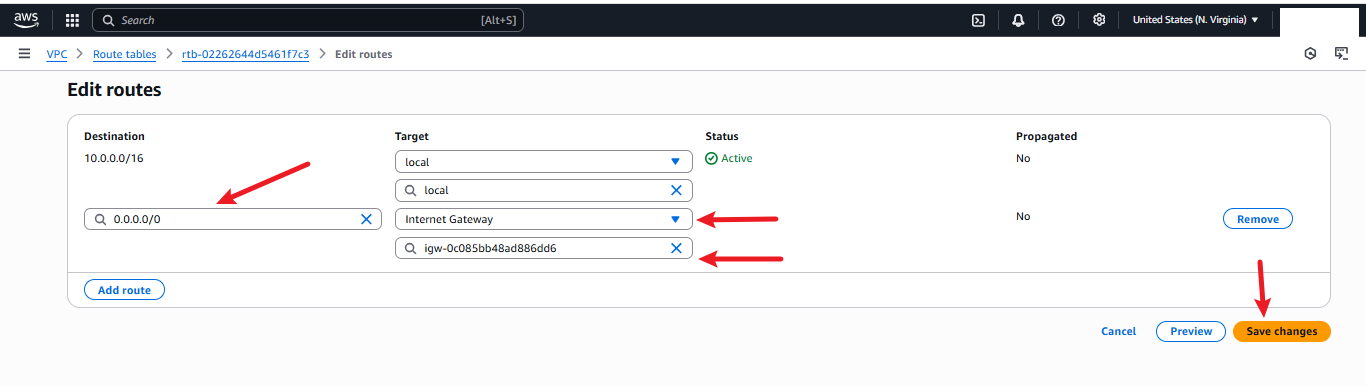 aws Search [Alt+S] United States (N. Virginia)
VPC Route tables rtb-02262644d5461f7c3 Edit routes
Edit routes
Destination Target Status Propagated
10.0.0.0/16 local Active No
local
0.0.0.0/0 Internet Gateway No Remove
igw-0c085bb48ad886dd6
Add route
Cancel Preview Save changes